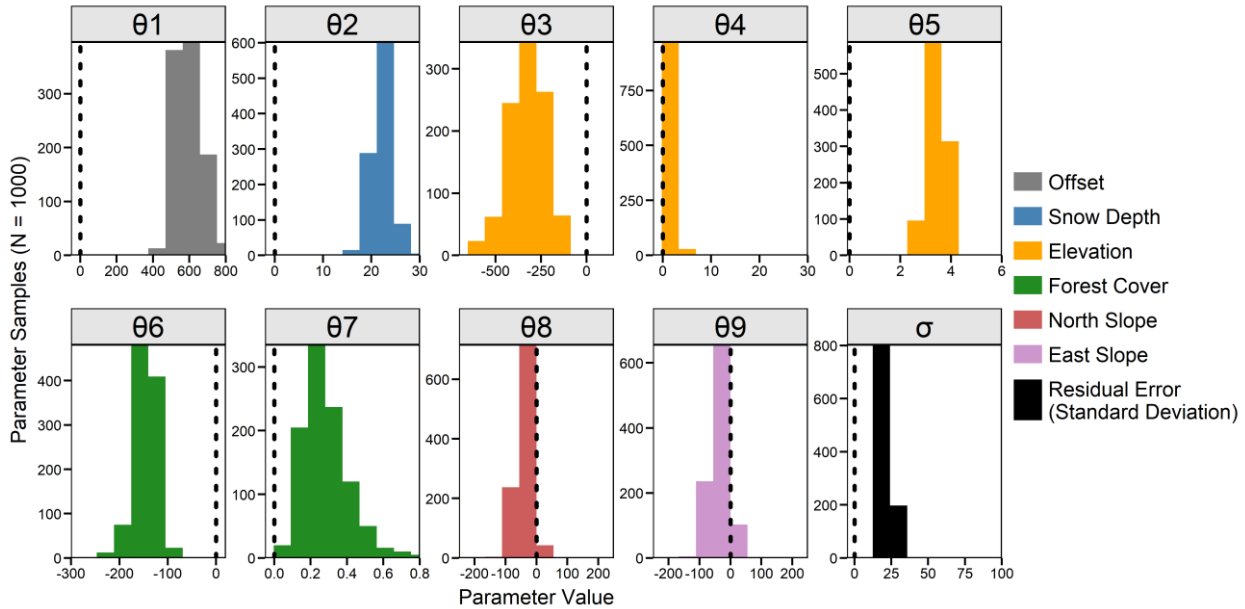 θ1 θ2 θ3 θ4 θ5
300
200
100
0
0 200 400 600 800
600
500
400
300
200
100
0
0 10 20 30
300
200
100
0
-500 -250 0
750
500
250
0
0 10 20 30
500
400
300
200
100
0
0 2 4 6
θ6 θ7 θ8 θ9 σ
400
300
200
100
0
-300 -200 -100 0
300
200
100
0
0.0 0.2 0.4 0.6 0.8
600
400
200
0
-200 -100 0 100 200
600
400
200
0
-200 -100 0 100 200
800
600
400
200
0
0 25 50 75 100
Parameter Samples (N = 1000)
Parameter Value
Offset
Snow Depth
Elevation
Forest Cover
North Slope
East Slope
Residual Error
(Standard Deviation)